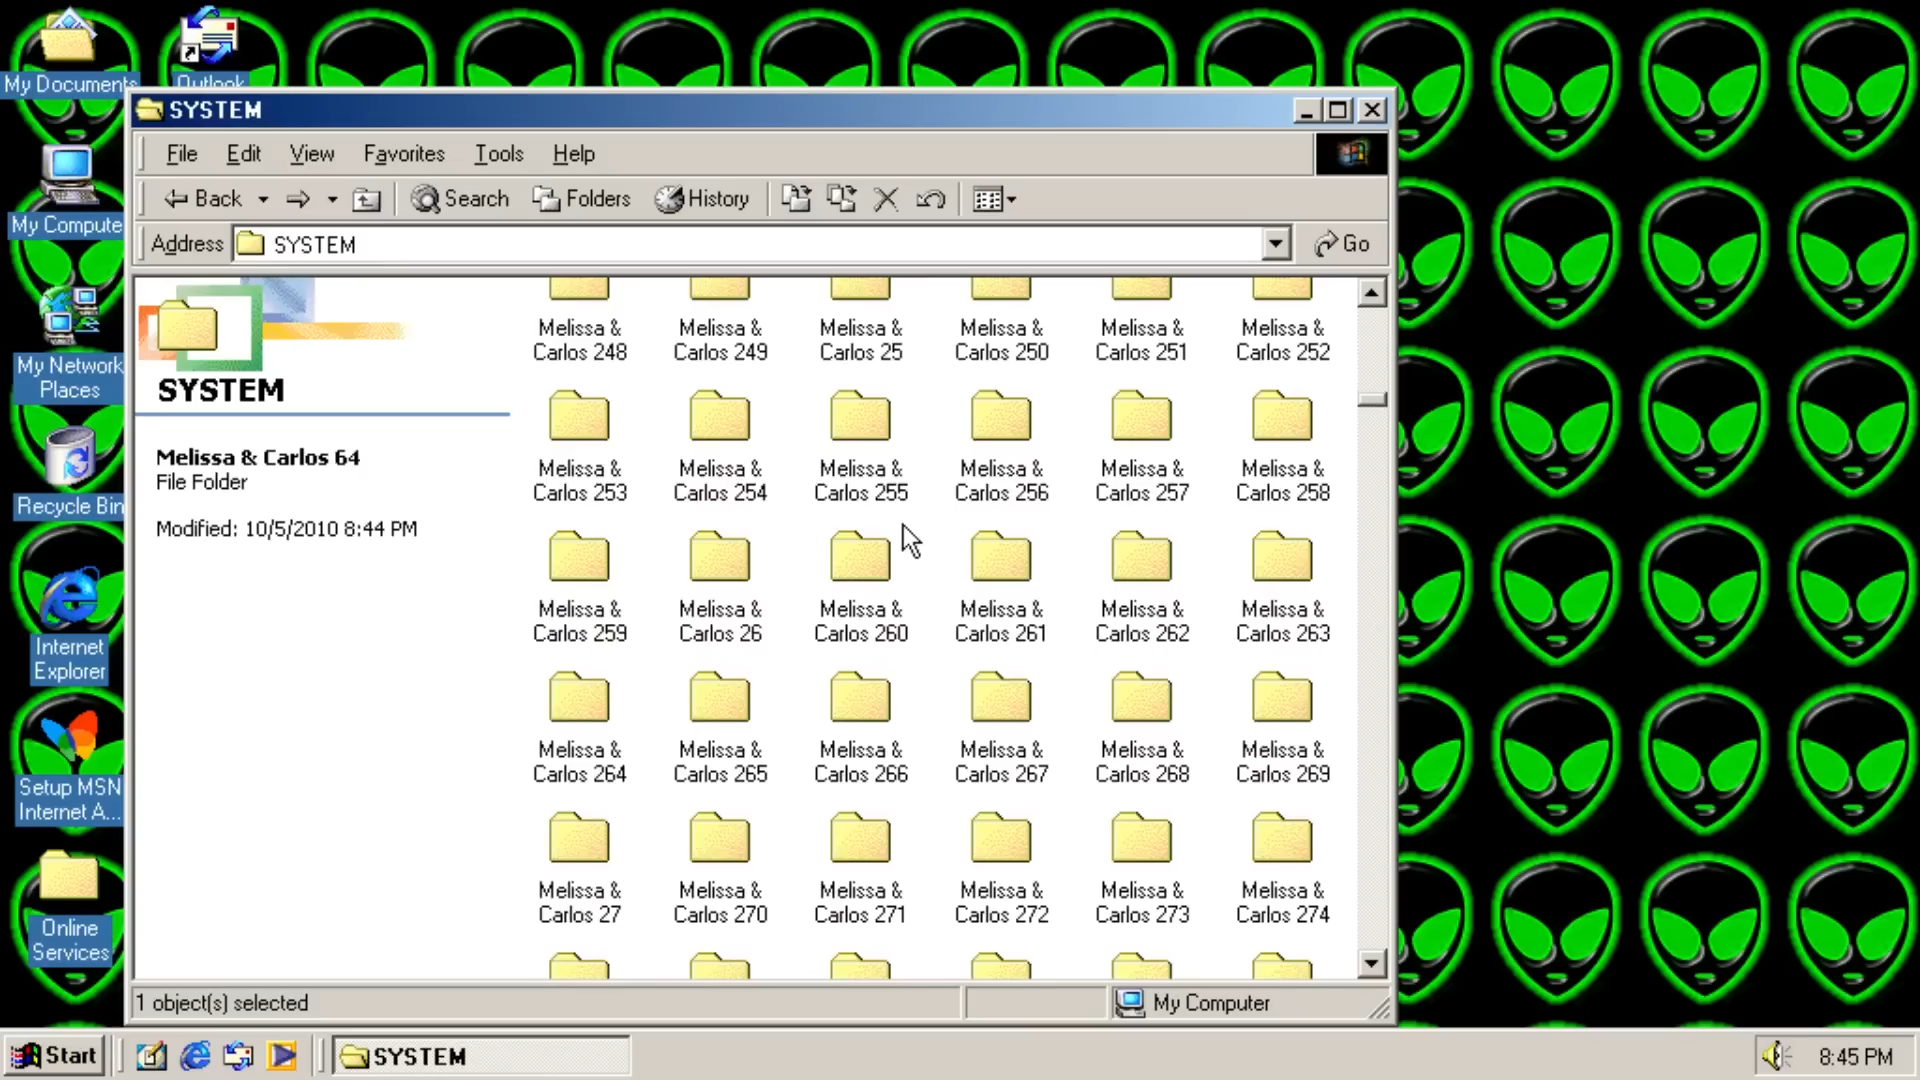 My Documents
Outlook
My Computer
My Network
Places
Recycle Bin
Internet
Explorer
Setup MSN
Internet A...
Online
Services
SYSTEM
File Edit View Favorites Tools Help
Back Search Folders History
Address SYSTEM Go
SYSTEM
Melissa & Carlos 64
File Folder
Modified: 10/5/2010 8:44 PM
Melissa & Melissa & Melissa & Melissa & Melissa & Melissa &
Carlos 248 Carlos 249 Carlos 25 Carlos 250 Carlos 251 Carlos 252
Melissa & Melissa & Melissa & Melissa & Melissa & Melissa &
Carlos 253 Carlos 254 Carlos 255 Carlos 256 Carlos 257 Carlos 258
Melissa & Melissa & Melissa & Melissa & Melissa & Melissa &
Carlos 259 Carlos 26 Carlos 260 Carlos 261 Carlos 262 Carlos 263
Melissa & Melissa & Melissa & Melissa & Melissa & Melissa &
Carlos 264 Carlos 265 Carlos 266 Carlos 267 Carlos 268 Carlos 269
Melissa & Melissa & Melissa & Melissa & Melissa & Melissa &
Carlos 27 Carlos 270 Carlos 271 Carlos 272 Carlos 273 Carlos 274
1 object(s) selected My Computer
Start SYSTEM 8:45 PM